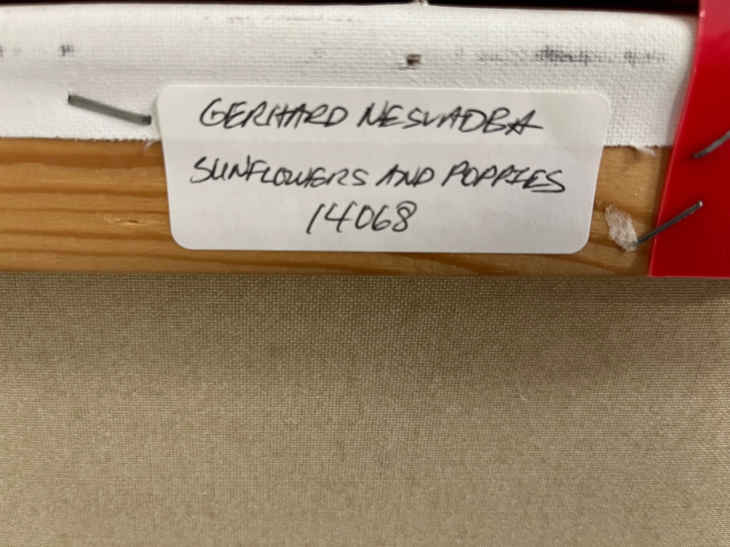 GERHARD NESVADBA
SUNFLOWERS AND POPPIES
14068